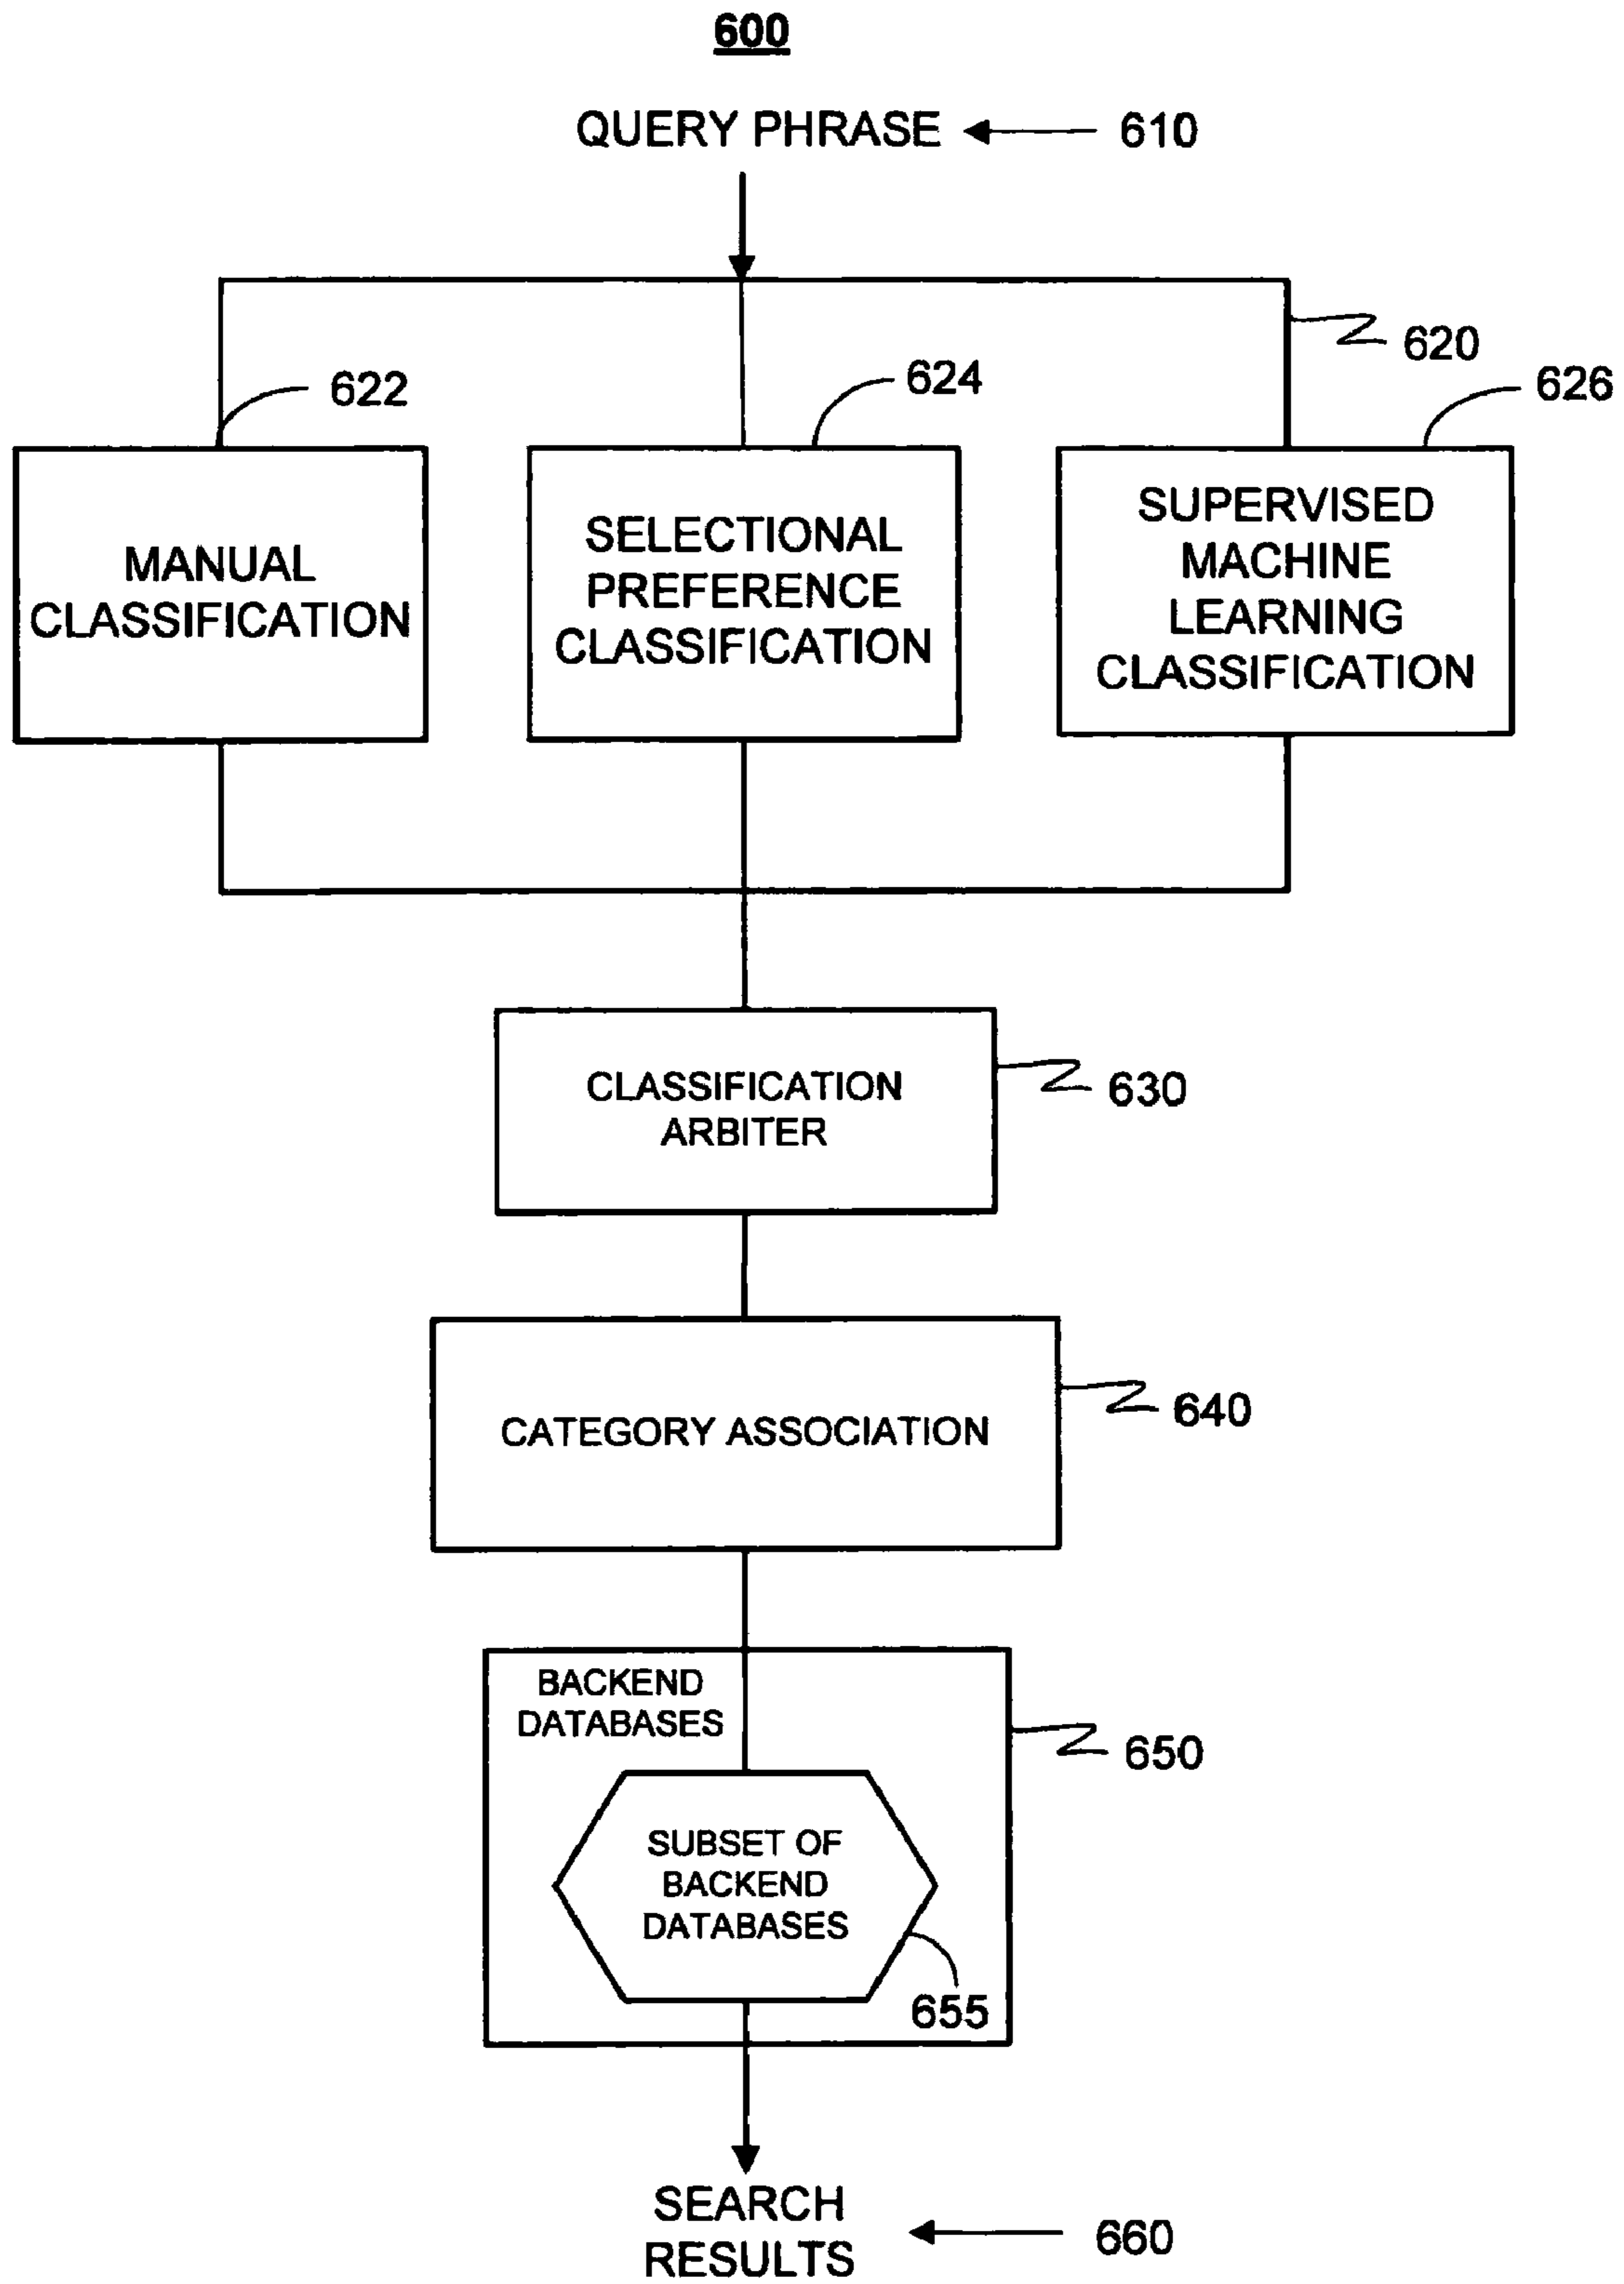 600
QUERY PHRASE 610
620
622
624
626
MANUAL
CLASSIFICATION
SELECTIONAL
PREFERENCE
CLASSIFICATION
SUPERVISED
MACHINE
LEARNING
CLASSIFICATION
CLASSIFICATION
ARBITER
630
CATEGORY ASSOCIATION
640
BACKEND
DATABASES
650
SUBSET OF
BACKEND
DATABASES
655
SEARCH
RESULTS
660